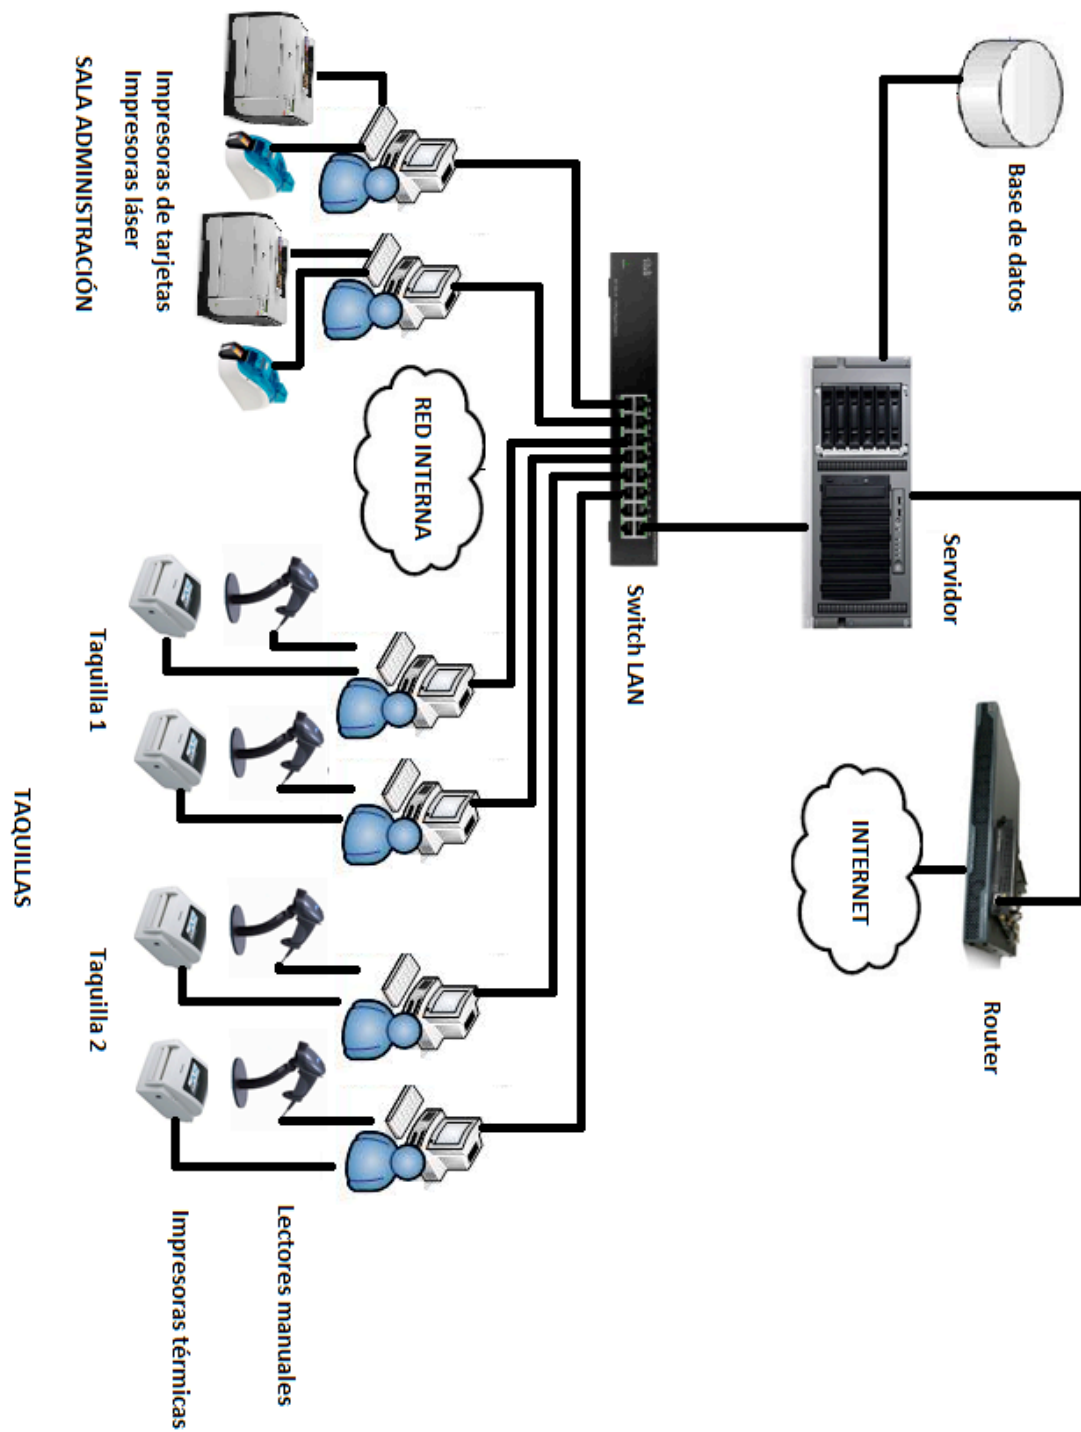 Base de datos
Servidor
Router
INTERNET
Switch LAN
RED INTERNA
Impresoras de tarjetas
Impresoras láser
SALA ADMINISTRACIÓN
Lectores manuales
Impresoras térmicas
Taquilla 1
Taquilla 2
TAQUILLAS